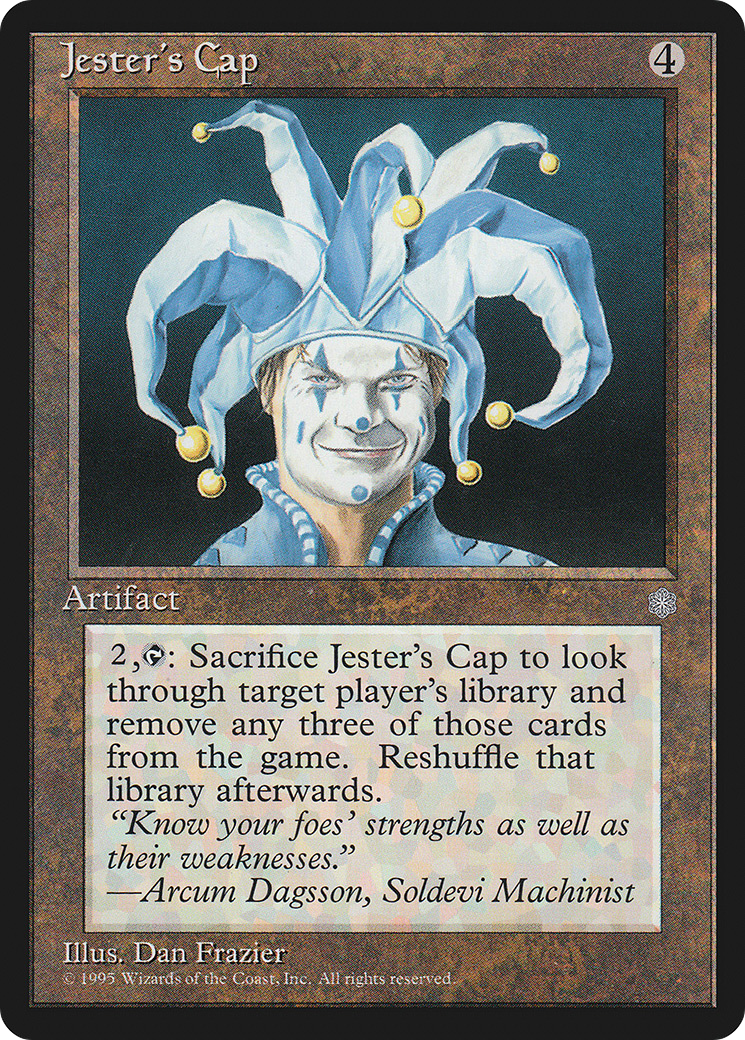 Jester's Cap
4
Artifact
2, : Sacrifice Jester's Cap to look
through target player's library and
remove any three of those cards
from the game. Reshuffle that
library afterwards.
“Know your foes’ strengths as well as
their weaknesses.”
—Arcum Dagsson, Soldevi Machinist
Illus. Dan Frazier
© 1995 Wizards of the Coast, Inc. All rights reserved.